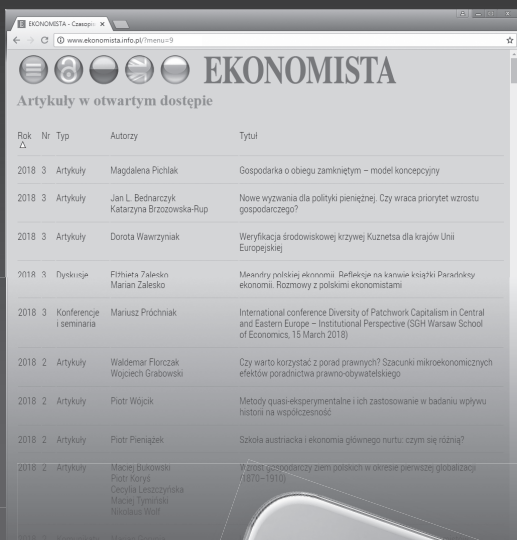 EKONOMISTA - Czasopis
www.ekonomista.info.pl/?menu=9
EKONOMISTA
Artykuły w otwartym dostępie
Rok Nr Typ Autorzy Tytuł
2018 3 Artykuły Magdalena Pichlak Gospodarka o obiegu zamkniętym – model koncepcyjny
2018 3 Artykuły Jan L. Bednarczyk Nowe wyzwania dla polityki pieniężnej. Czy wraca priorytet wzrostu
Katarzyna Brzozowska-Rup gospodarczego?
2018 3 Artykuły Dorota Wawrzyniak Weryfikacja środowiskowej krzywej Kuznetsa dla krajów Unii
Europejskiej
2018 3 Dyskusje Elżbieta Zalesko Meandry polskiej ekonomii. Refleksje na kanwie książki Paradoksy
Marian Zalesko ekonomii. Rozmowy z polskimi ekonomistami
2018 3 Konferencje Mariusz Próchniak International conference Diversity of Patchwork Capitalism in Central
i seminaria and Eastern Europe – Institutional Perspective (SGH Warsaw School
of Economics, 15 March 2018)
2018 2 Artykuły Waldemar Florczak Czy warto korzystać z porad prawnych? Szacunki mikroekonomicznych
Wojciech Grabowski efektów poradnictwa prawno-obywatelskiego
2018 2 Artykuły Piotr Wójcik Metody quasi-eksperymentalne i ich zastosowanie w badaniu wpływu
historii na współczesność
2018 2 Artykuły Piotr Pieniążek Szkoła austriacka i ekonomia głównego nurtu: czym się różnią?
2018 2 Artykuły Maciej Bukowski Wzrost gospodarczy ziem polskich w okresie pierwszej globalizacji
Piotr Koryś (1870–1910)
Cecylia Leszczyńska
Maciej Tymiński
Nikolaus Wolf